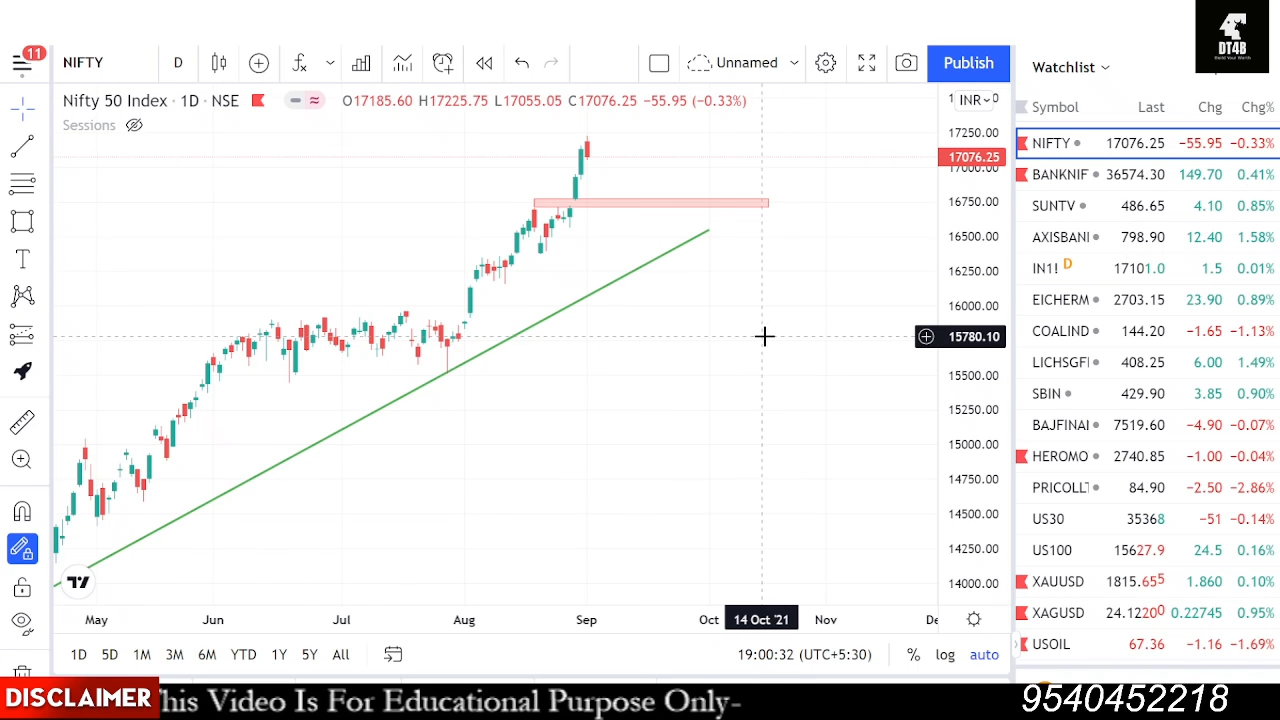 DT4B
Build Your Worth
11
NIFTY
D
Unnamed
Publish
Watchlist
Nifty 50 Index · 1D · NSE
O17185.60 H17225.75 L17055.05 C17076.25 −55.95 (−0.33%)
INR
Sessions
Symbol Last Chg Chg%
NIFTY 17076.25 −55.95 −0.33%
BANKNIF 36574.30 149.70 0.41%
SUNTV 486.65 4.10 0.85%
AXISBANI 798.90 12.40 1.58%
IN1! D 17101.0 1.5 0.01%
EICHERM 2703.15 23.90 0.89%
COALIND 144.20 −1.65 −1.13%
LICHSGFI 408.25 6.00 1.49%
SBIN 429.90 3.85 0.90%
BAJFINAI 7519.60 −4.90 −0.07%
HEROMO 2740.85 −1.00 −0.04%
PRICOLLT 84.90 −2.50 −2.86%
US30 35368 −51 −0.14%
US100 15627.9 24.5 0.16%
XAUUSD 1815.655 1.860 0.10%
XAGUSD 24.12200 0.22745 0.95%
USOIL 67.36 −1.16 −1.69%
17250.00
17076.25
17000.00
16750.00
16500.00
16250.00
16000.00
15780.10
15500.00
15250.00
15000.00
14750.00
14500.00
14250.00
14000.00
May Jun Jul Aug Sep Oct 14 Oct '21 Nov De
1D 5D 1M 3M 6M YTD 1Y 5Y All
19:00:32 (UTC+5:30) % log auto
DISCLAIMER
This Video Is For Educational Purpose Only-
9540452218